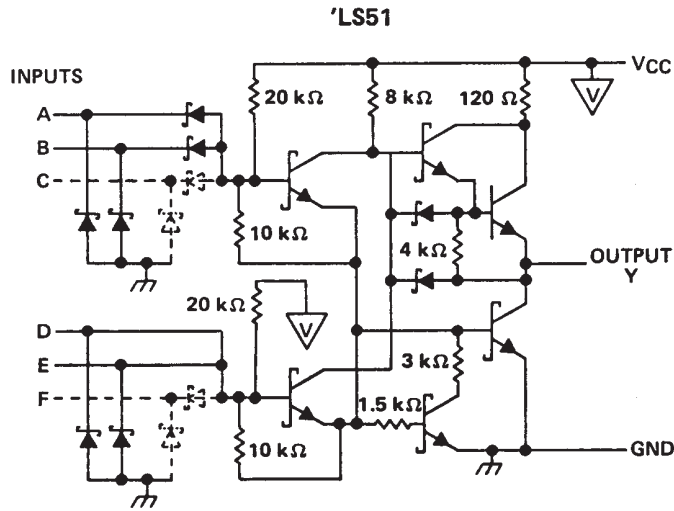 'LS51
VCC
V
INPUTS
20 kΩ
8 kΩ
120 Ω
A
B
C
10 kΩ
4 kΩ
OUTPUT
Y
20 kΩ
V
D
E
F
3 kΩ
1.5 kΩ
10 kΩ
GND